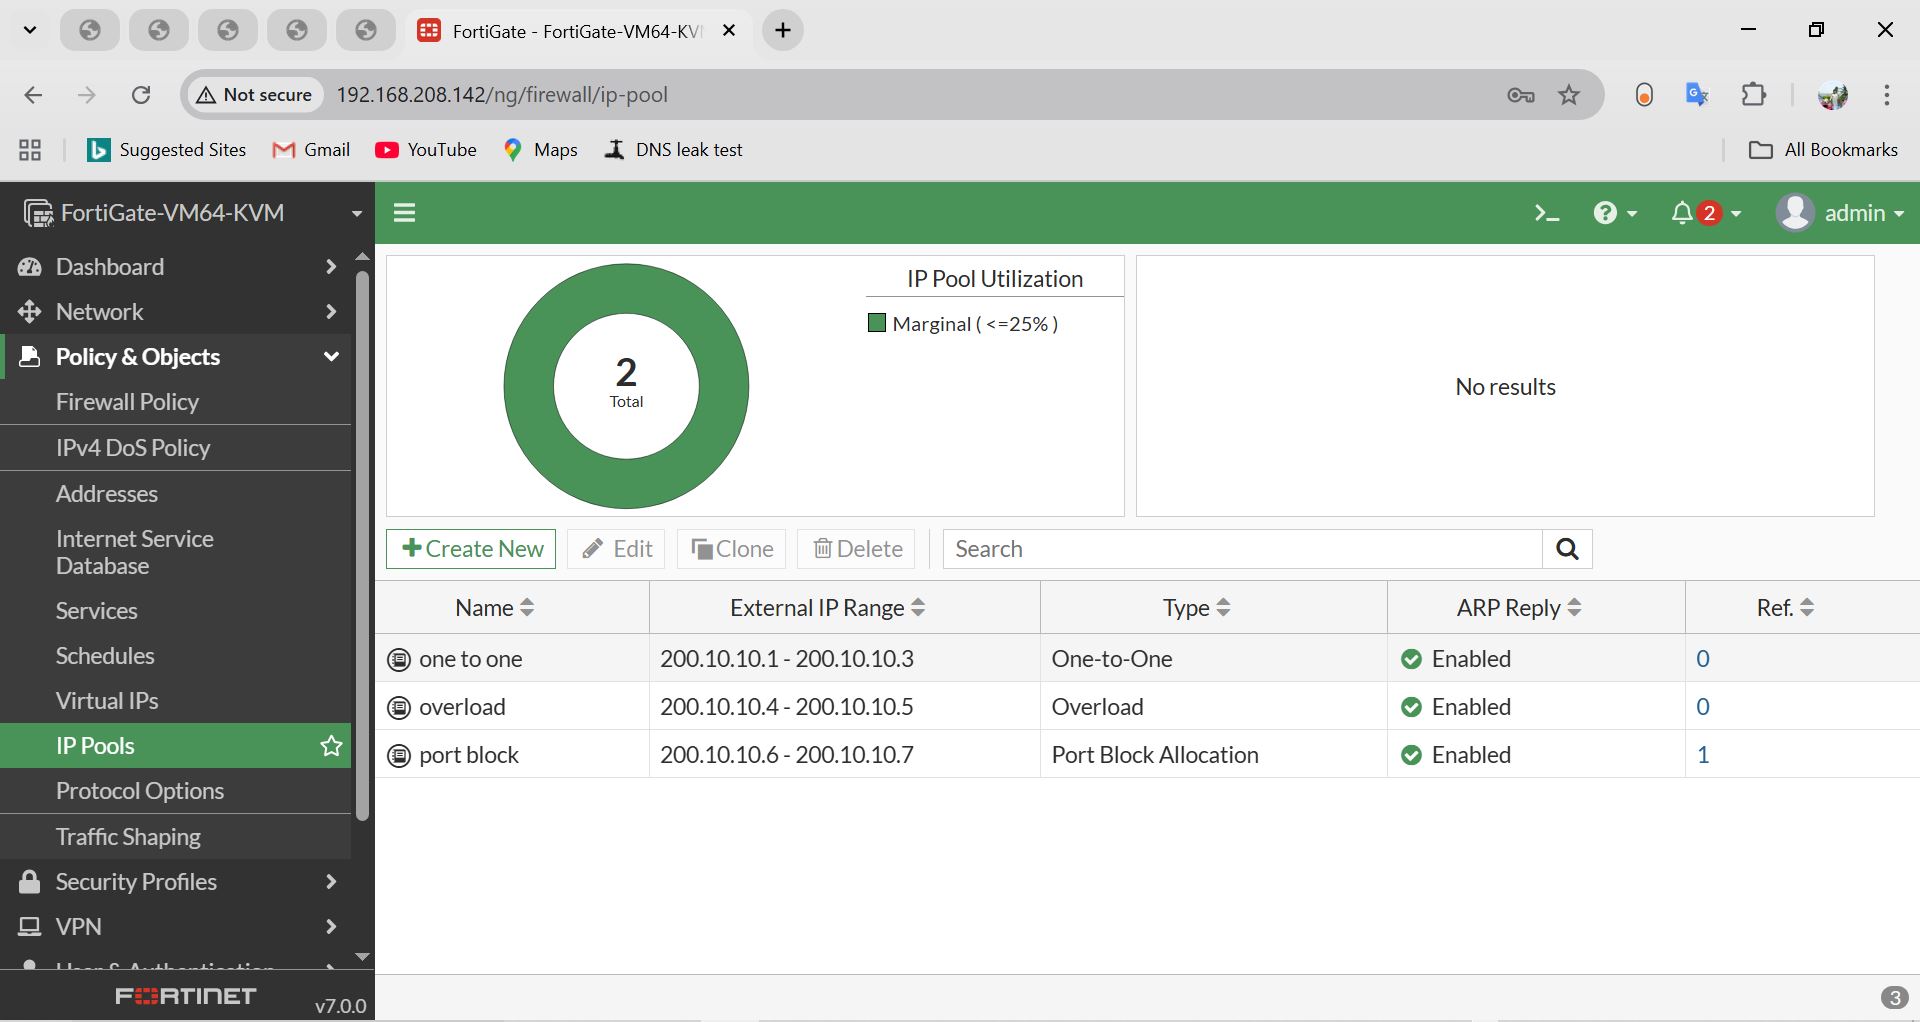 FortiGate - FortiGate-VM64-KV
Not secure 192.168.208.142/ng/firewall/ip-pool
Suggested Sites Gmail YouTube Maps DNS leak test All Bookmarks
FortiGate-VM64-KVM
2 admin
Dashboard
Network
Policy & Objects
Firewall Policy
IPv4 DoS Policy
Addresses
Internet Service
Database
Services
Schedules
Virtual IPs
IP Pools
Protocol Options
Traffic Shaping
Security Profiles
VPN
User & Authentication
FORTINET v7.0.0
2
Total
IP Pool Utilization
Marginal ( <=25% )
No results
Create New Edit Clone Delete Search
Name External IP Range Type ARP Reply Ref.
one to one 200.10.10.1 - 200.10.10.3 One-to-One Enabled 0
overload 200.10.10.4 - 200.10.10.5 Overload Enabled 0
port block 200.10.10.6 - 200.10.10.7 Port Block Allocation Enabled 1
3